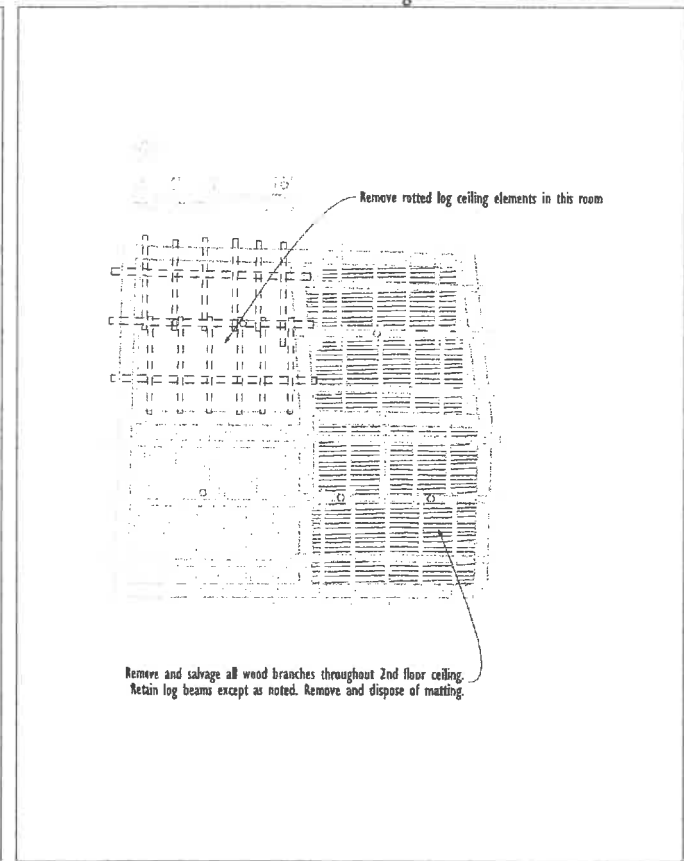 Remove rotted log ceiling elements in this room
Remove and salvage all wood branches throughout 2nd floor ceiling.
Retain log beams except as noted. Remove and dispose of matting.